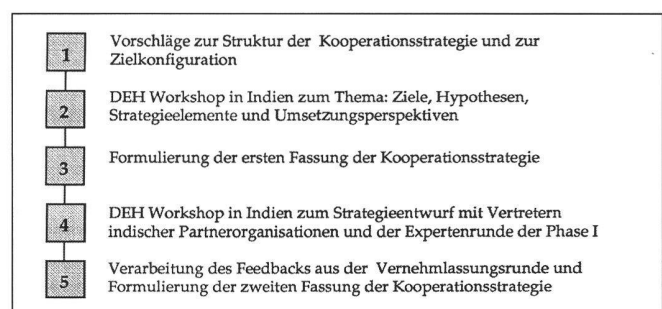 1 Vorschläge zur Struktur der Kooperationsstrategie und zur
Zielkonfiguration
2 DEH Workshop in Indien zum Thema: Ziele, Hypothesen,
Strategieelemente und Umsetzungsperspektiven
3 Formulierung der ersten Fassung der Kooperationsstrategie
4 DEH Workshop in Indien zum Strategieentwurf mit Vertretern
indischer Partnerorganisationen und der Expertenrunde der Phase I
5 Verarbeitung des Feedbacks aus der Vernehmlassungsrunde und
Formulierung der zweiten Fassung der Kooperationsstrategie